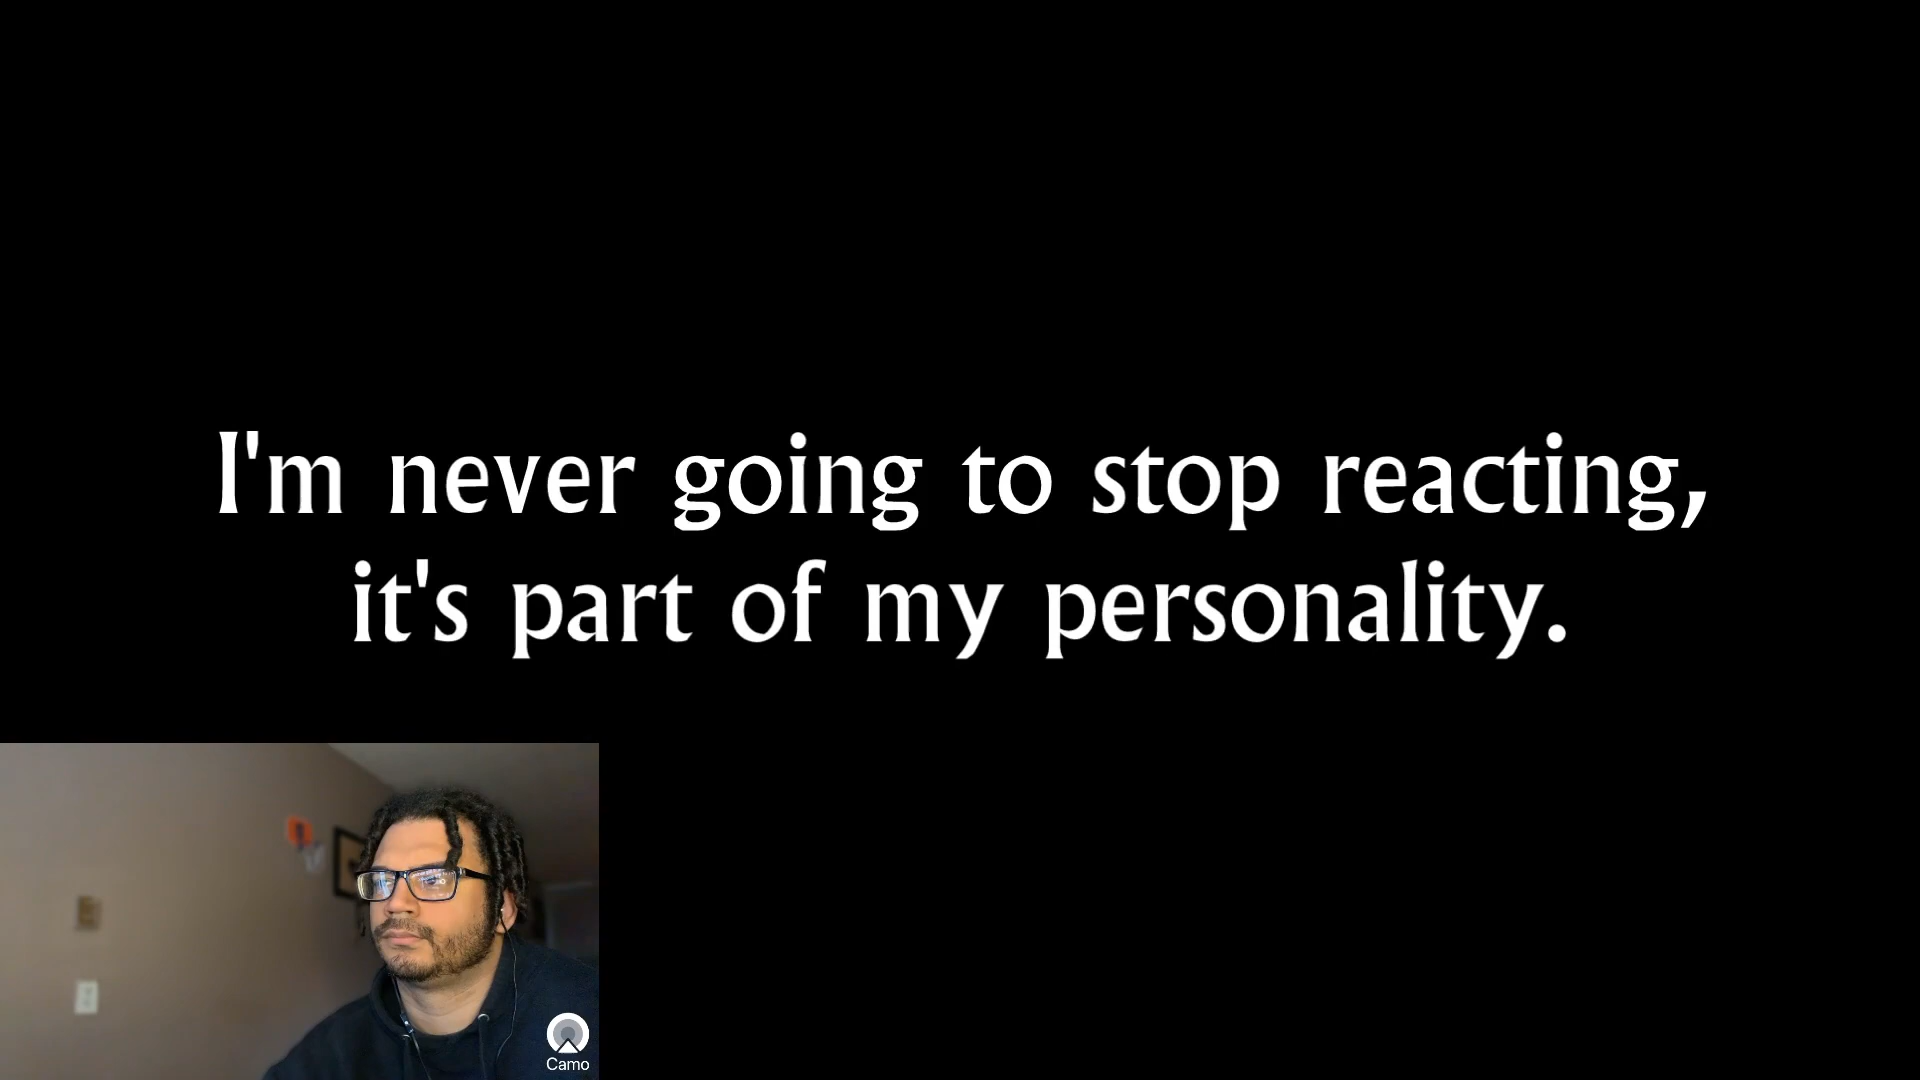 I'm never going to stop reacting,
it's part of my personality.
Camo